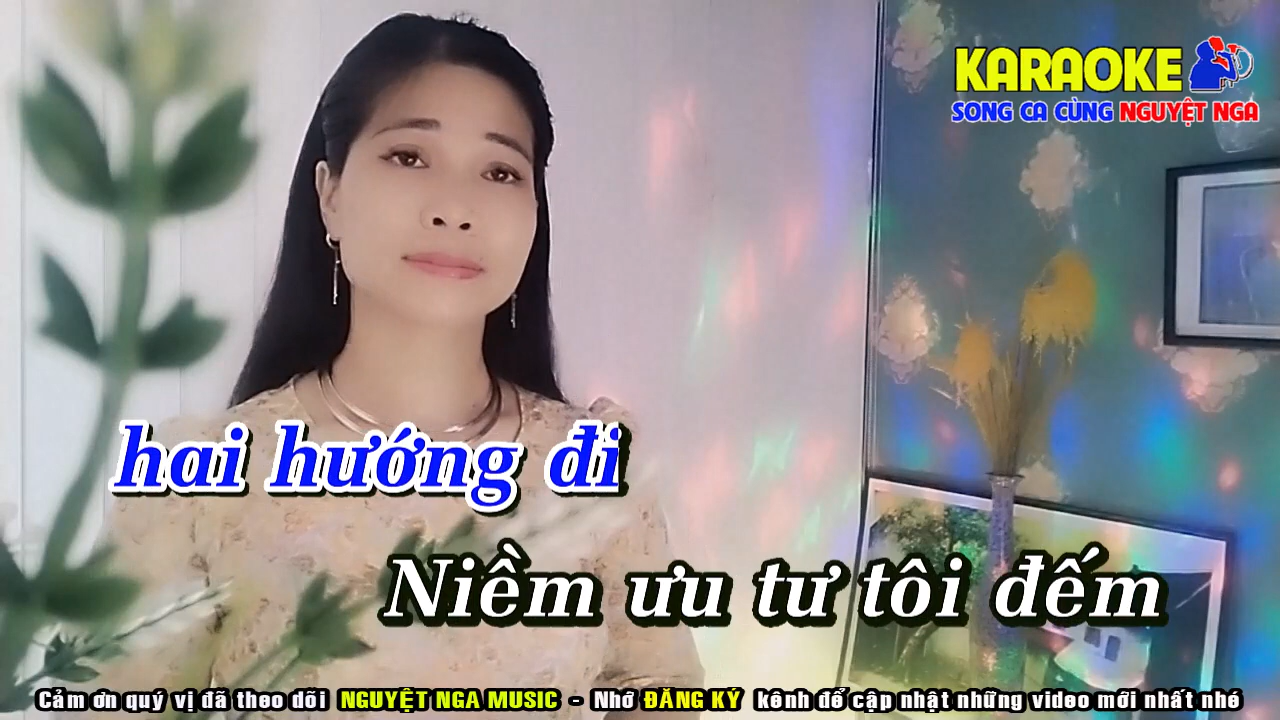 KARAOKE
SONG CA CÙNG NGUYỆT NGA
hai hướng đi
Niềm ưu tư tôi đếm
Cảm ơn quý vị đã theo dõi NGUYỆT NGA MUSIC - Nhớ ĐĂNG KÝ kênh để cập nhật những video mới nhất nhé